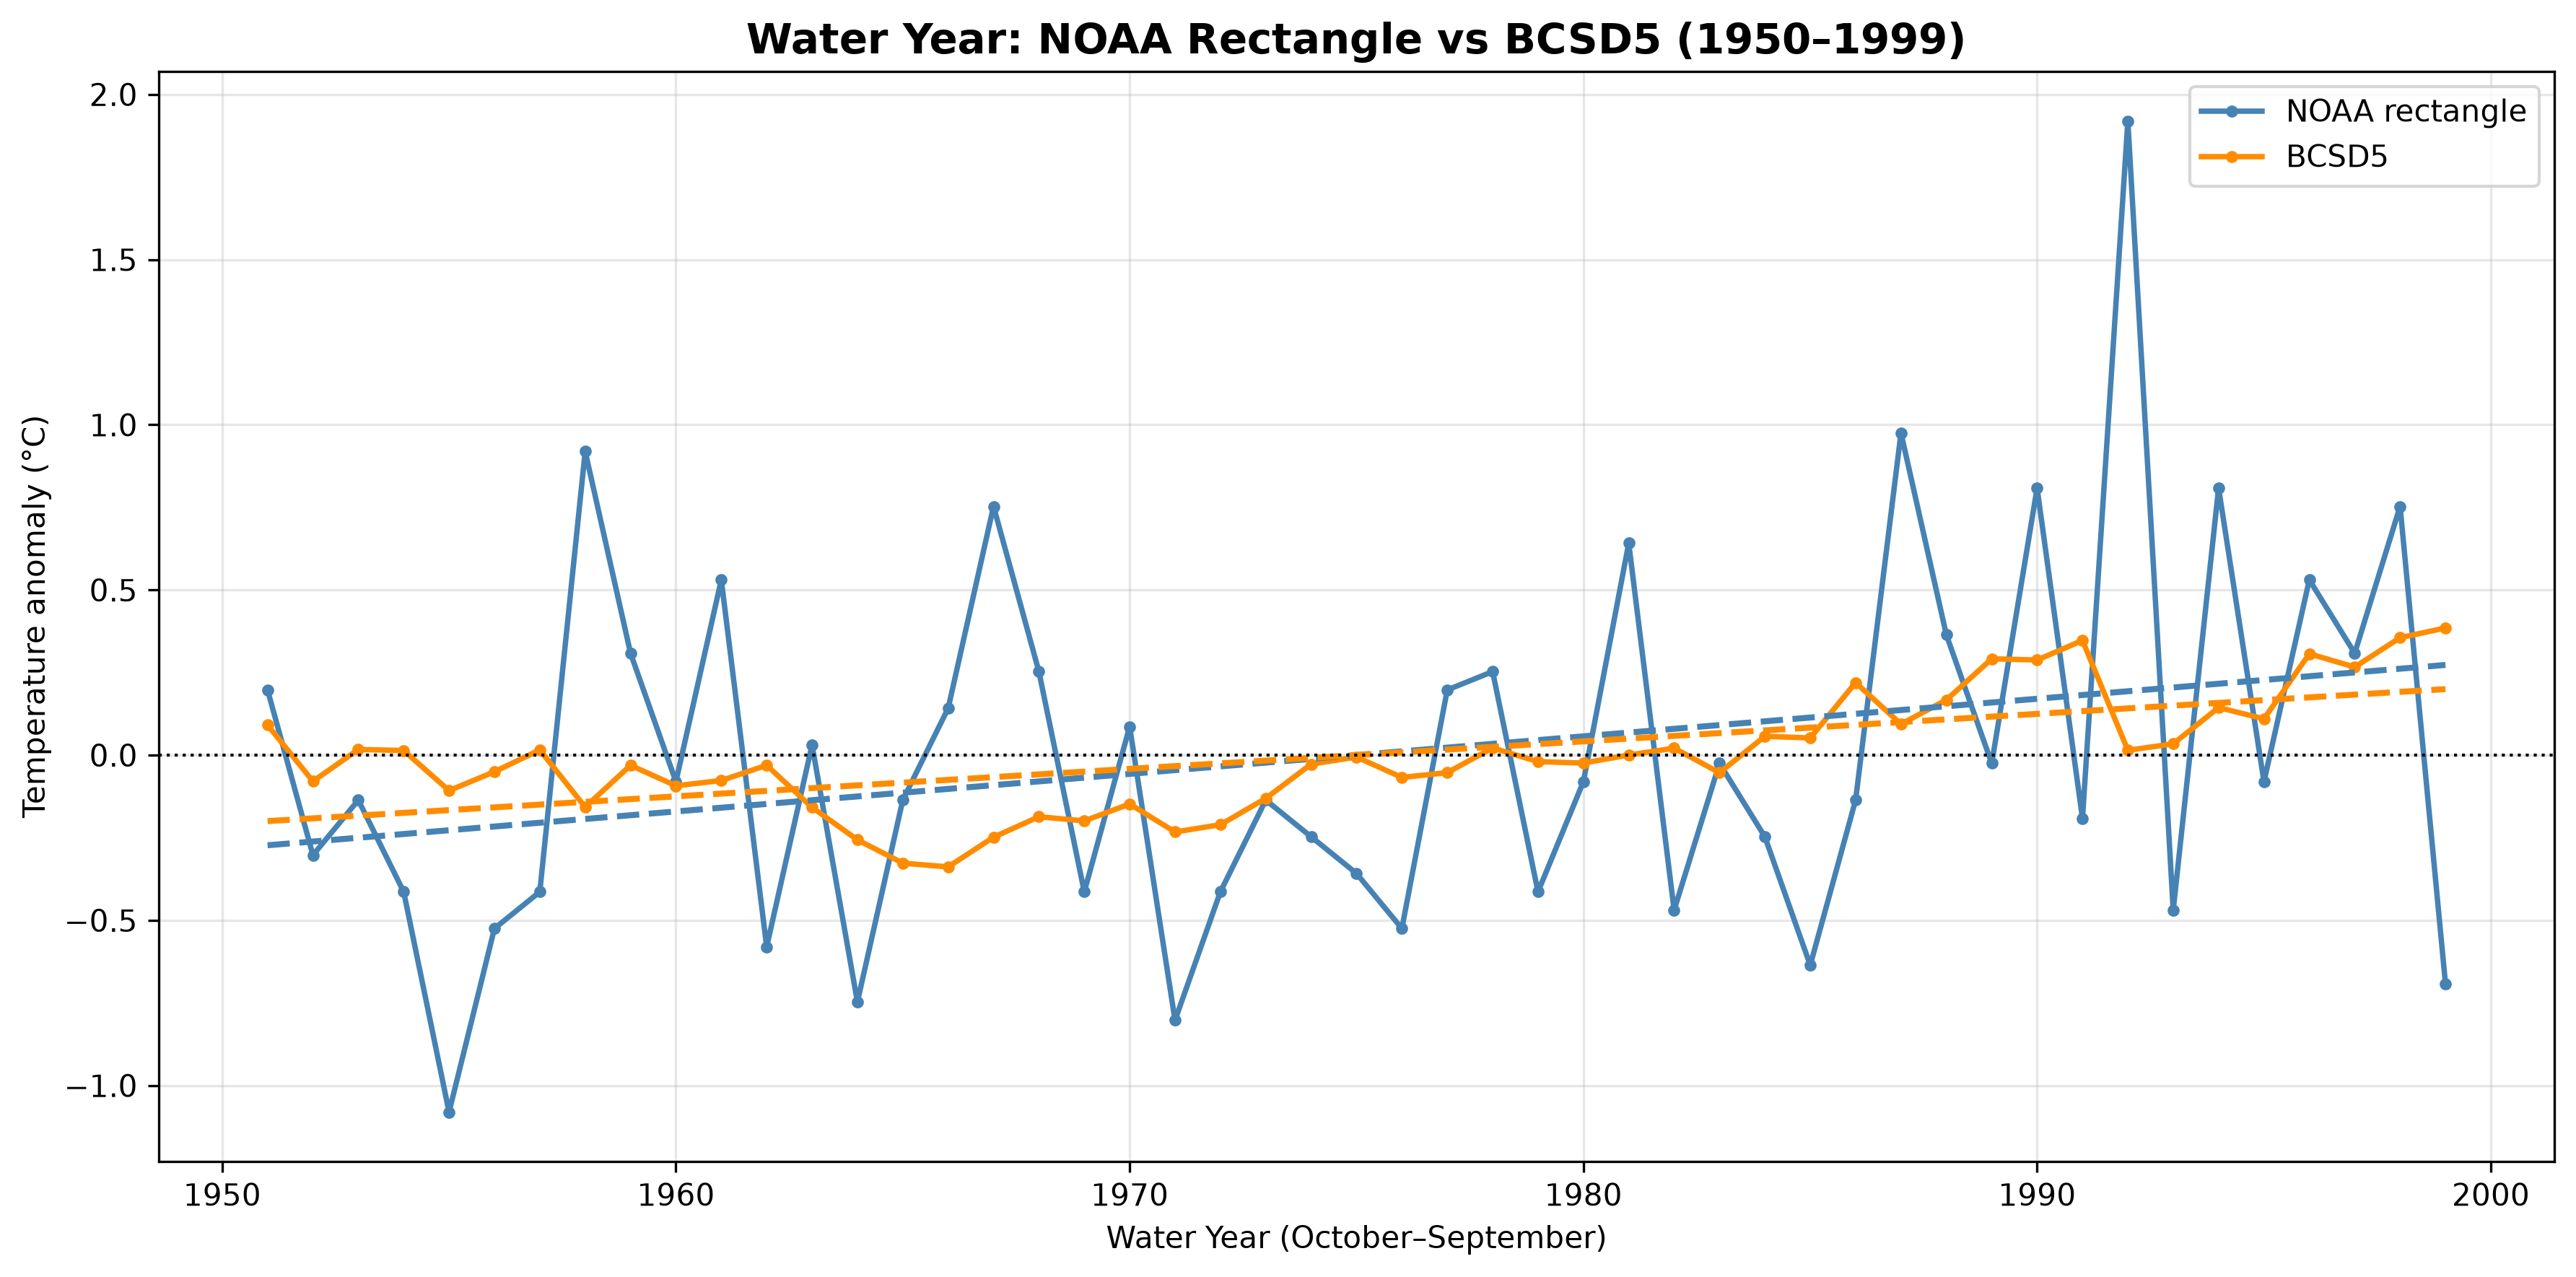 Water Year: NOAA Rectangle vs BCSD5 (1950–1999)
NOAA rectangle
BCSD5
Temperature anomaly (°C)
2.0
1.5
1.0
0.5
0.0
−0.5
−1.0
1950
1960
1970
1980
1990
2000
Water Year (October–September)